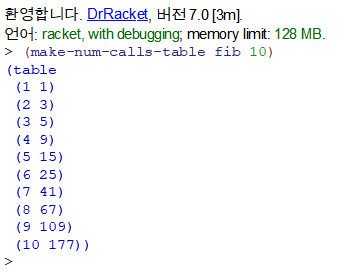 환영합니다. DrRacket, 버전 7.0 [3m].
언어: racket, with debugging; memory limit: 128 MB.
> (make-num-calls-table fib 10)
(table
 (1 1)
 (2 3)
 (3 5)
 (4 9)
 (5 15)
 (6 25)
 (7 41)
 (8 67)
 (9 109)
 (10 177))
>